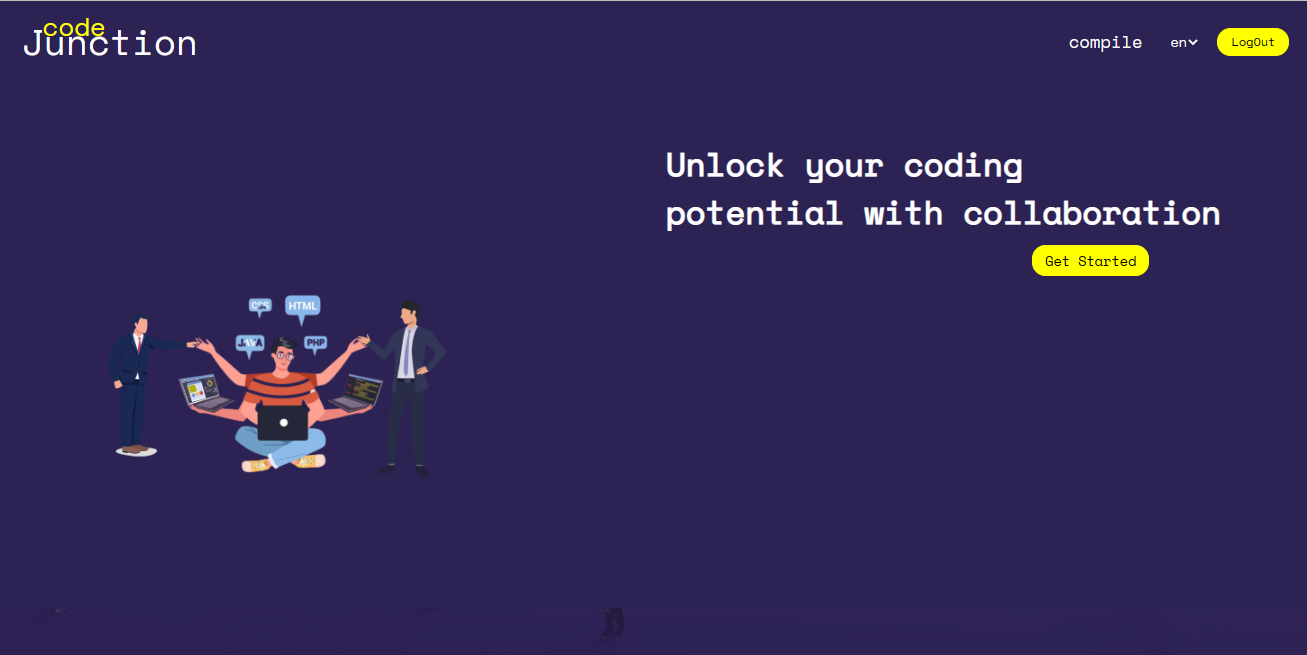 code
Junction
compile
en
LogOut
Unlock your coding
potential with collaboration
Get Started
CSS
HTML
JAVA
PHP